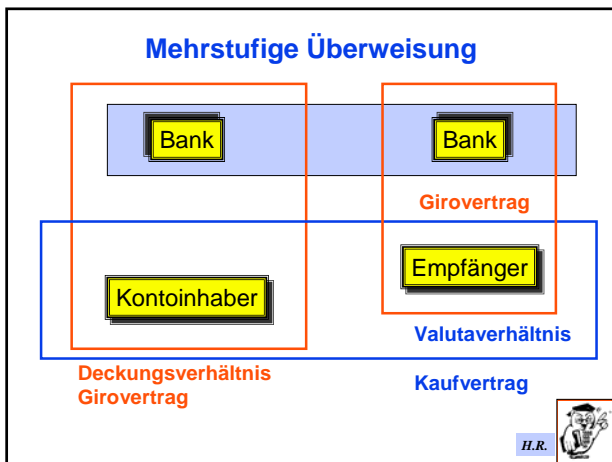 Mehrstufige Überweisung
Bank
Bank
Girovertrag
Empfänger
Kontoinhaber
Valutaverhältnis
Deckungsverhältnis
Girovertrag
Kaufvertrag
H.R.